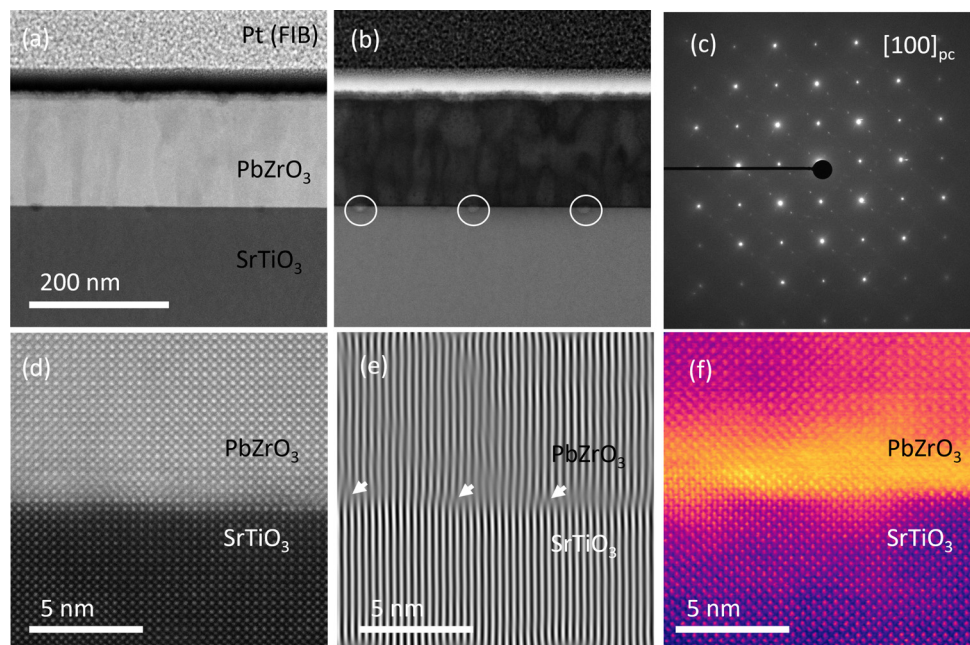 (a)
Pt (FIB)
PbZrO₃
SrTiO₃
200 nm
(b)
(c)
[100]pc
(d)
PbZrO₃
SrTiO₃
5 nm
(e)
PbZrO₃
SrTiO₃
5 nm
(f)
PbZrO₃
SrTiO₃
5 nm